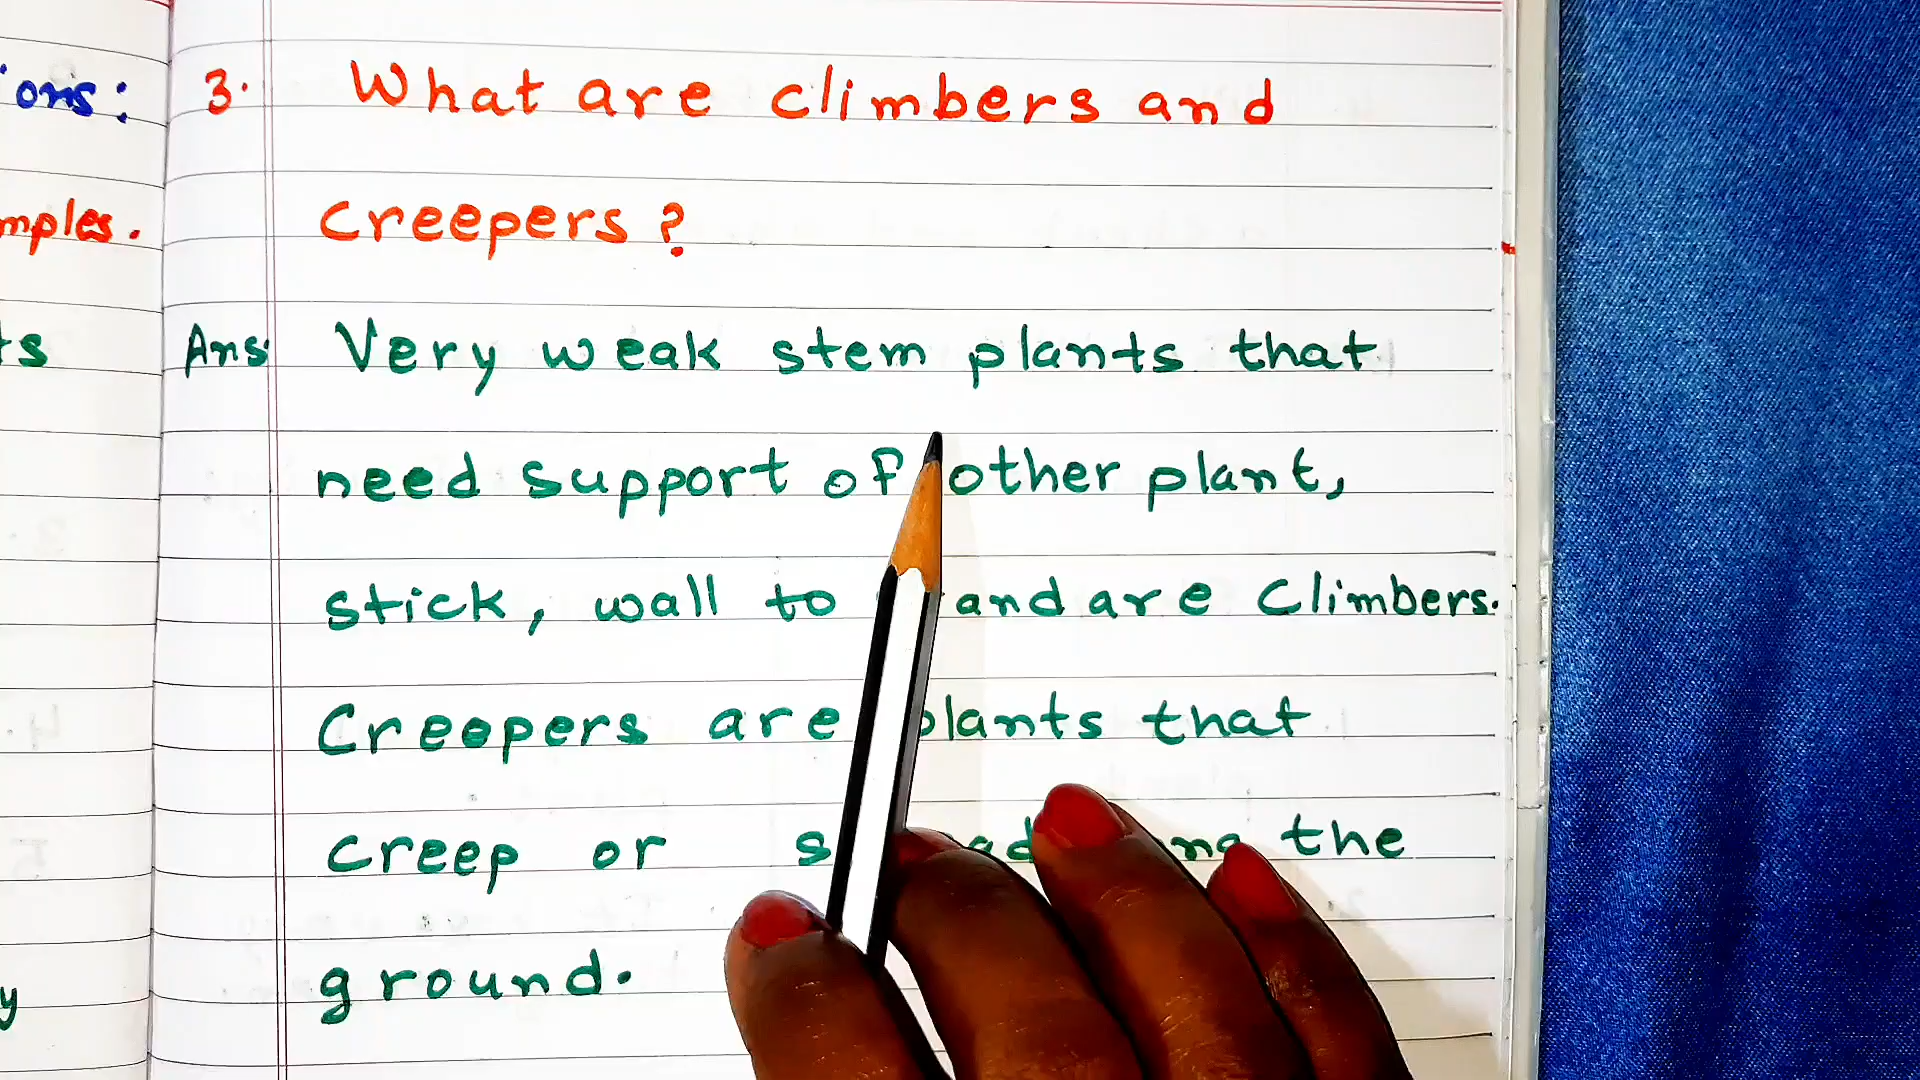 ons:
mples.
ts
y
3. What are climbers and
creepers?
Ans Very weak stem plants that
need support of other plant,
stick, wall to and are Climbers.
Creepers are plants that
creep or the
ground.